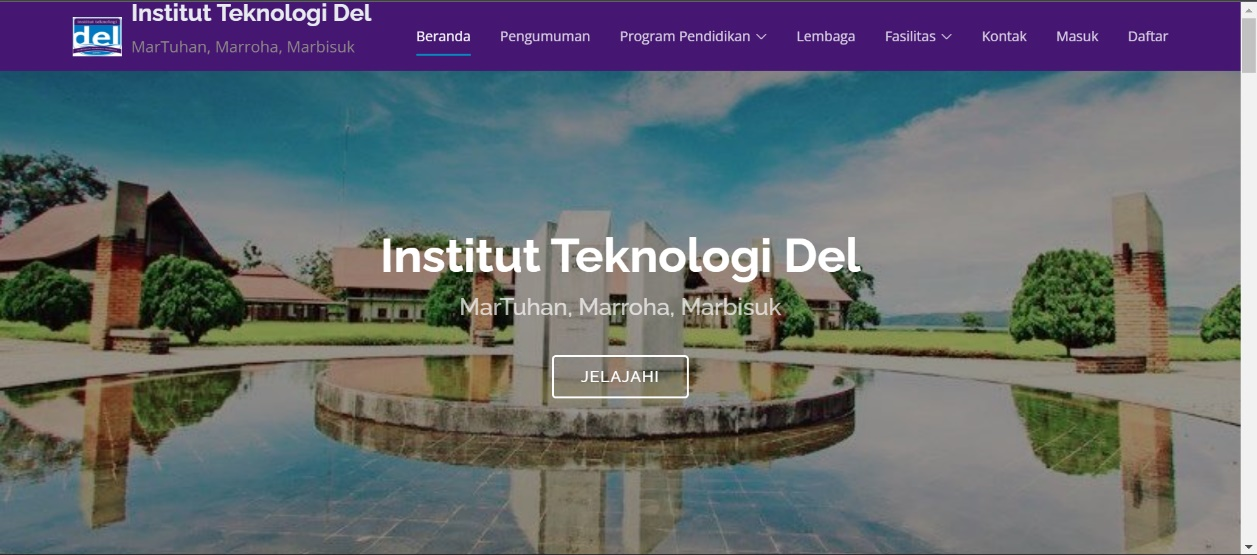 Institut Teknologi Del
del
MarTuhan, Marroha, Marbisuk
Beranda
Pengumuman
Program Pendidikan
Lembaga
Fasilitas
Kontak
Masuk
Daftar
Institut Teknologi Del
MarTuhan, Marroha, Marbisuk
JELAJAHI